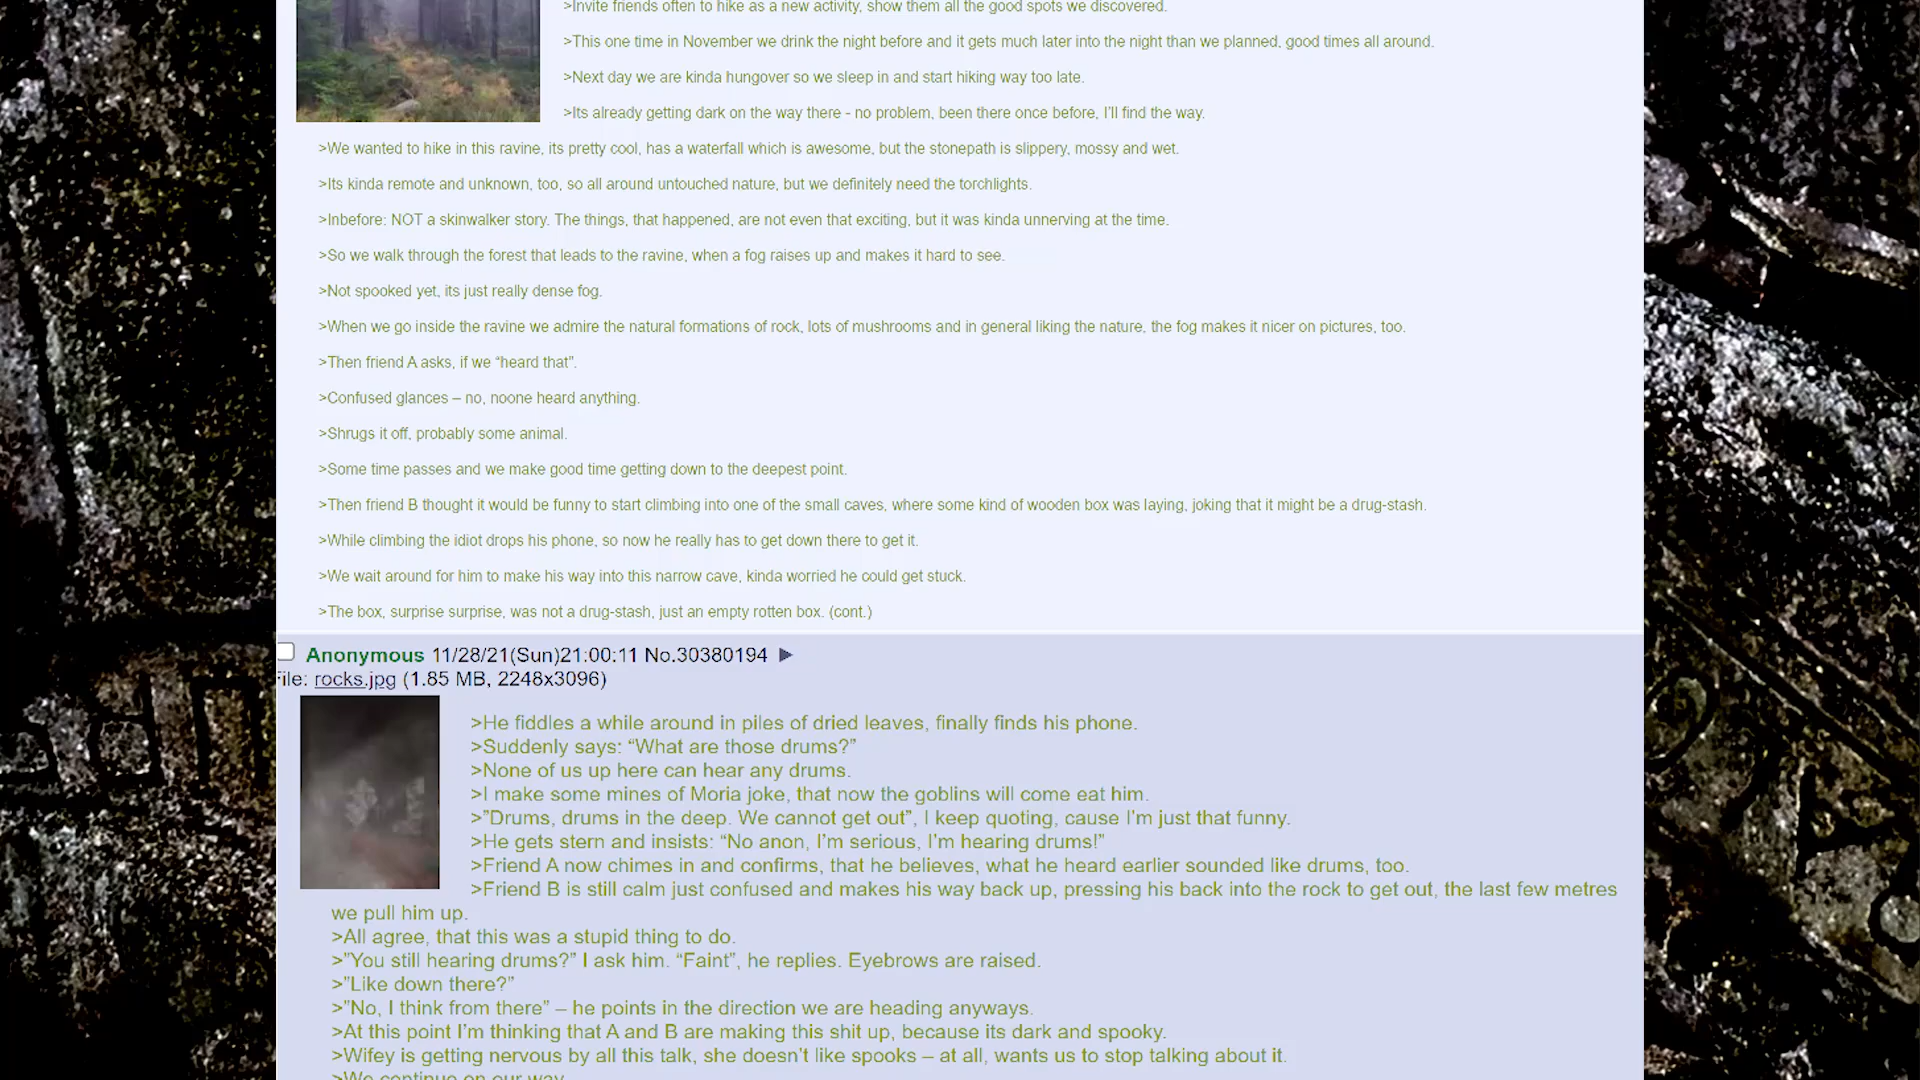 >Invite friends often to hike as a new activity, show them all the good spots we discovered.
>This one time in November we drink the night before and it gets much later into the night than we planned, good times all around.
>Next day we are kinda hungover so we sleep in and start hiking way too late.
>Its already getting dark on the way there - no problem, been there once before, I'll find the way.
>We wanted to hike in this ravine, its pretty cool, has a waterfall which is awesome, but the stonepath is slippery, mossy and wet.
>Its kinda remote and unknown, too, so all around untouched nature, but we definitely need the torchlights.
>Inbefore: NOT a skinwalker story. The things, that happened, are not even that exciting, but it was kinda unnerving at the time.
>So we walk through the forest that leads to the ravine, when a fog raises up and makes it hard to see.
>Not spooked yet, its just really dense fog.
>When we go inside the ravine we admire the natural formations of rock, lots of mushrooms and in general liking the nature, the fog makes it nicer on pictures, too.
>Then friend A asks, if we “heard that”.
>Confused glances – no, noone heard anything.
>Shrugs it off, probably some animal.
>Some time passes and we make good time getting down to the deepest point.
>Then friend B thought it would be funny to start climbing into one of the small caves, where some kind of wooden box was laying, joking that it might be a drug-stash.
>While climbing the idiot drops his phone, so now he really has to get down there to get it.
>We wait around for him to make his way into this narrow cave, kinda worried he could get stuck.
>The box, surprise surprise, was not a drug-stash, just an empty rotten box. (cont.)
Anonymous 11/28/21(Sun)21:00:11 No.30380194 ▶
File: rocks.jpg (1.85 MB, 2248x3096)
>He fiddles a while around in piles of dried leaves, finally finds his phone.
>Suddenly says: “What are those drums?”
>None of us up here can hear any drums.
>I make some mines of Moria joke, that now the goblins will come eat him.
>”Drums, drums in the deep. We cannot get out”, I keep quoting, cause I’m just that funny.
>He gets stern and insists: “No anon, I’m serious, I’m hearing drums!”
>Friend A now chimes in and confirms, that he believes, what he heard earlier sounded like drums, too.
>Friend B is still calm just confused and makes his way back up, pressing his back into the rock to get out, the last few metres
we pull him up.
>All agree, that this was a stupid thing to do.
>”You still hearing drums?” I ask him. “Faint”, he replies. Eyebrows are raised.
>”Like down there?”
>”No, I think from there” – he points in the direction we are heading anyways.
>At this point I’m thinking that A and B are making this shit up, because its dark and spooky.
>Wifey is getting nervous by all this talk, she doesn’t like spooks – at all, wants us to stop talking about it.
>We continue on our way.